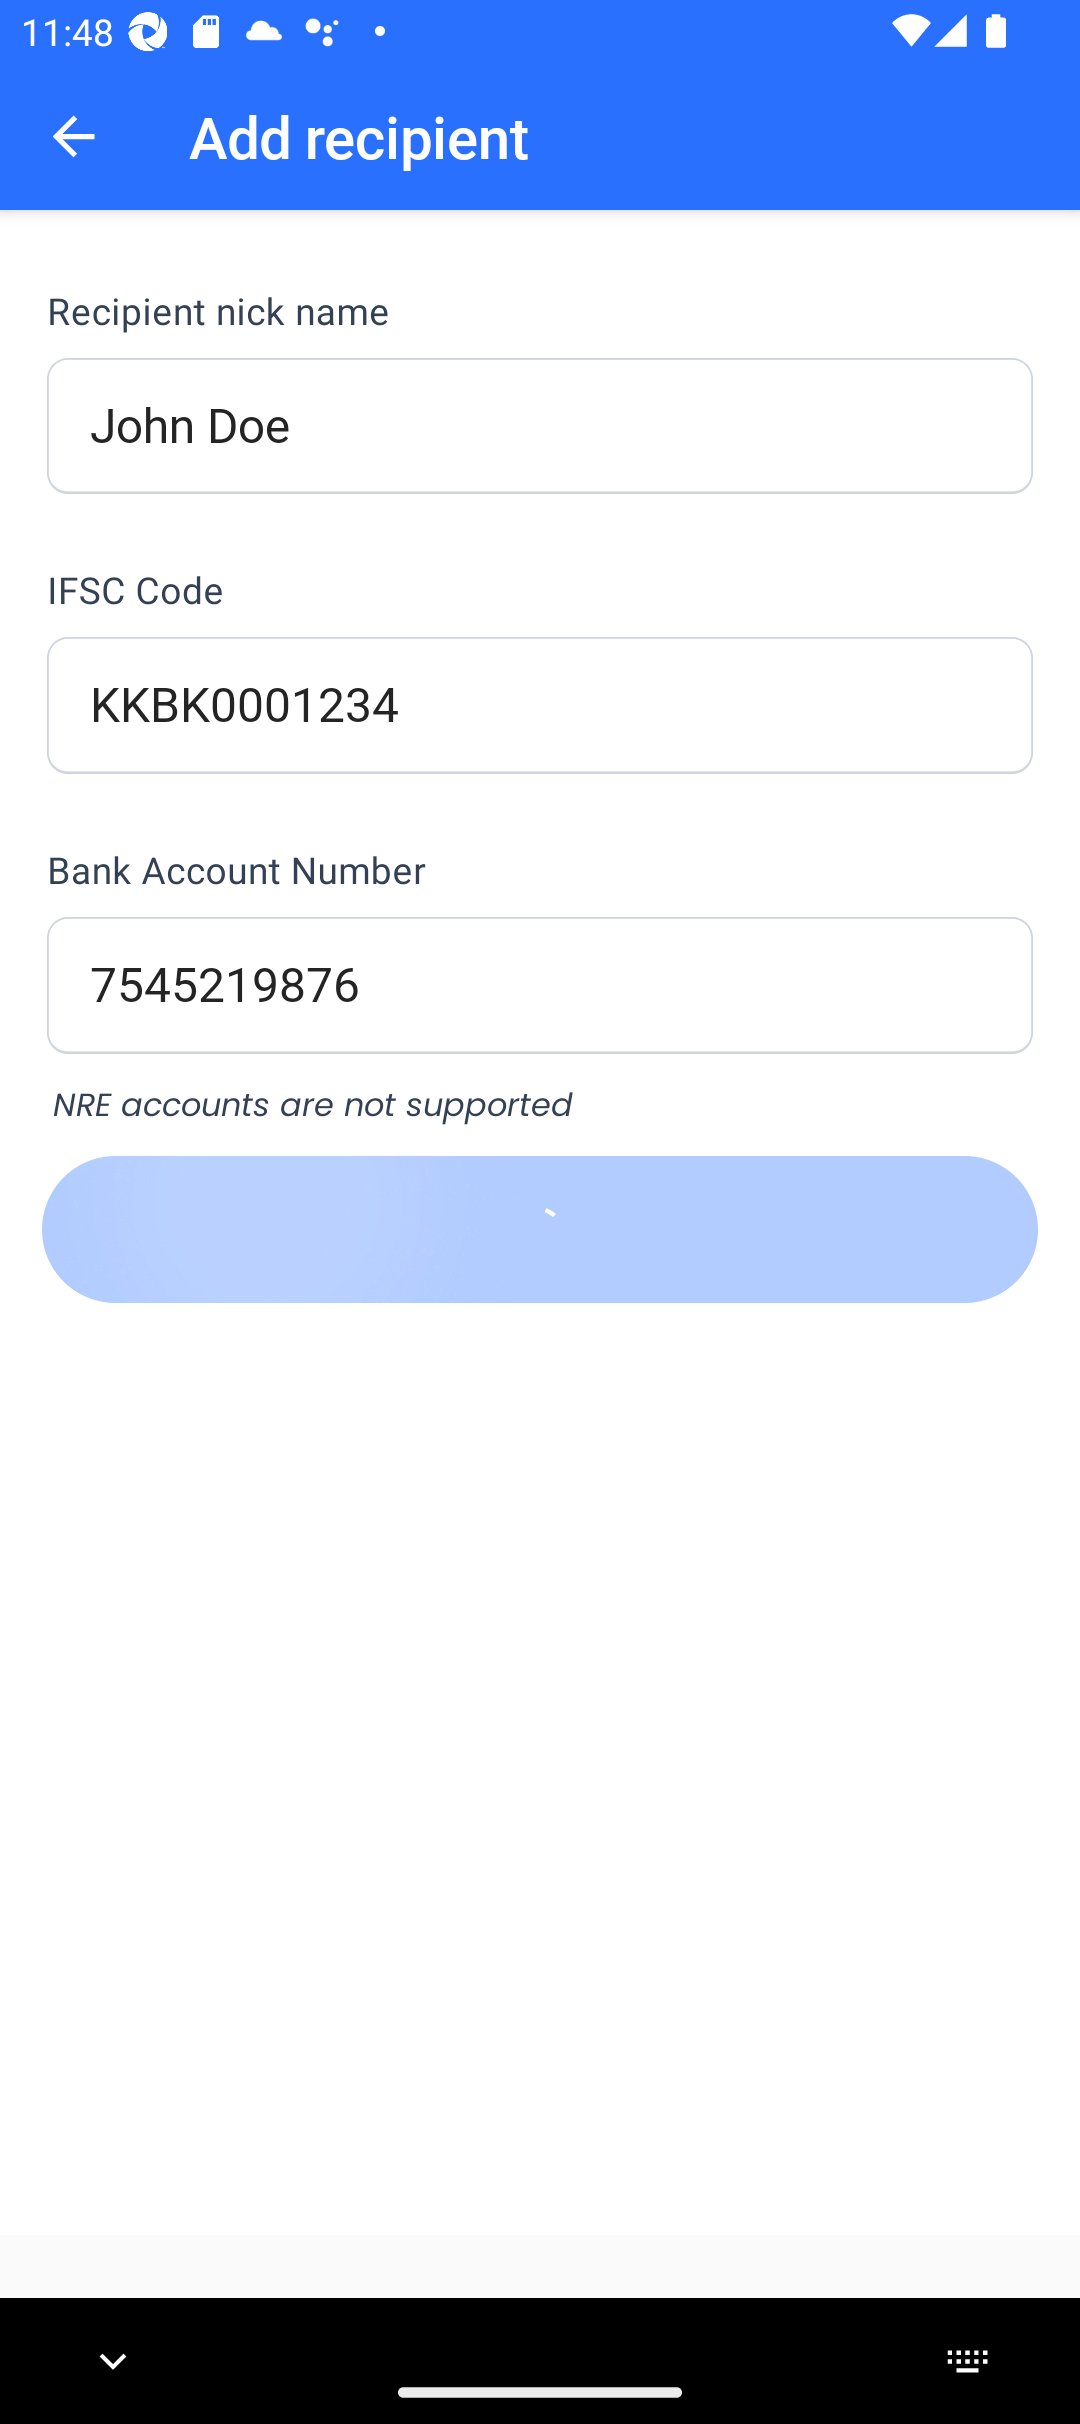 11:48
Add recipient
Recipient nick name
John Doe
IFSC Code
KKBK0001234
Bank Account Number
7545219876
NRE accounts are not supported